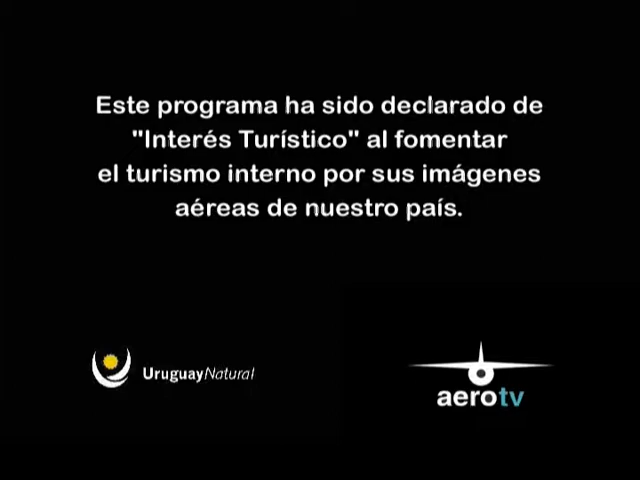 Este programa ha sido declarado de
"Interés Turístico" al fomentar
el turismo interno por sus imágenes
aéreas de nuestro país.
UruguayNatural
aerotv